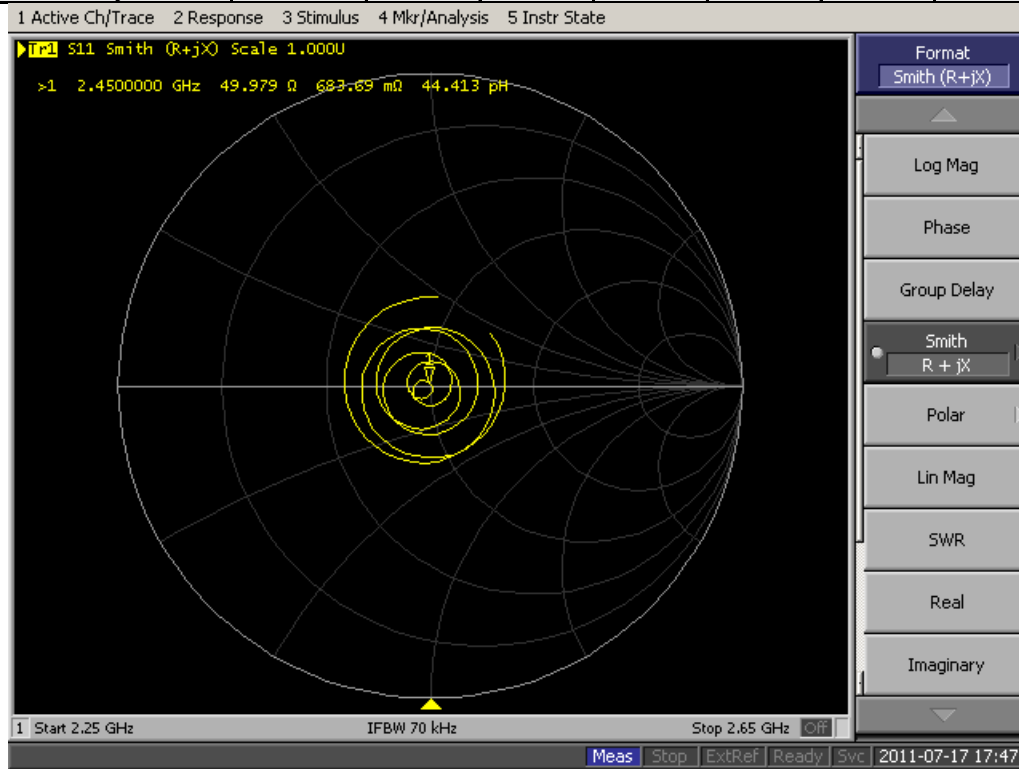 1 Active Ch/Trace 2 Response 3 Stimulus 4 Mkr/Analysis 5 Instr State
Tr1 S11 Smith (R+jX) Scale 1.000U
>1 2.4500000 GHz 49.979 Ω 683.69 mΩ 44.413 pH
1
Format
Smith (R+jX)
Log Mag
Phase
Group Delay
Smith
R + jX
Polar
Lin Mag
SWR
Real
Imaginary
1 Start 2.25 GHz IFBW 70 kHz Stop 2.65 GHz Off
Meas Stop ExtRef Ready Svc 2011-07-17 17:47